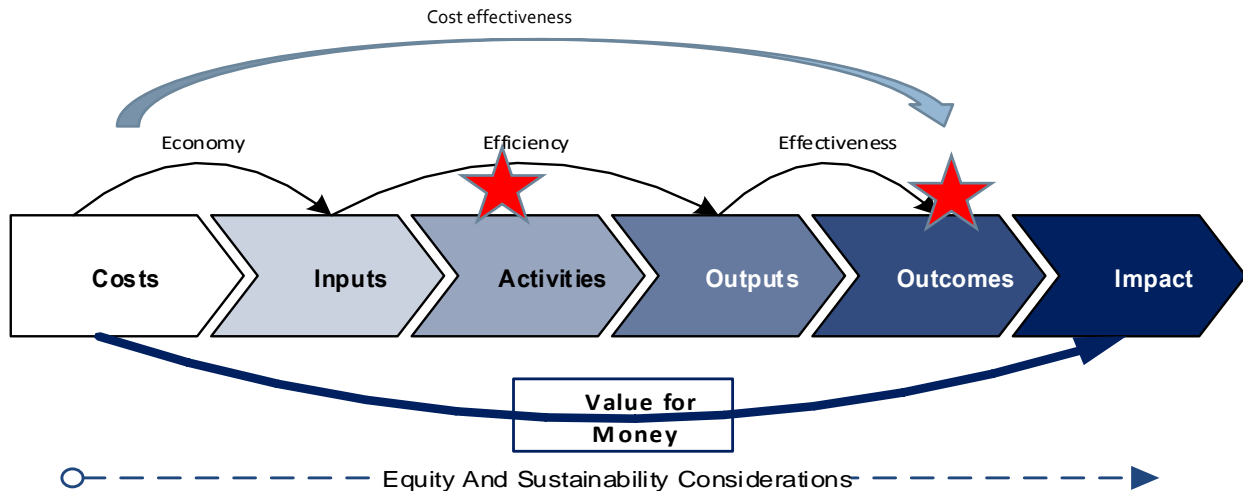 Cost effectiveness
Economy
Efficiency
Effectiveness
Costs
Inputs
Activities
Outputs
Outcomes
Impact
Value for
Money
Equity And Sustainability Considerations